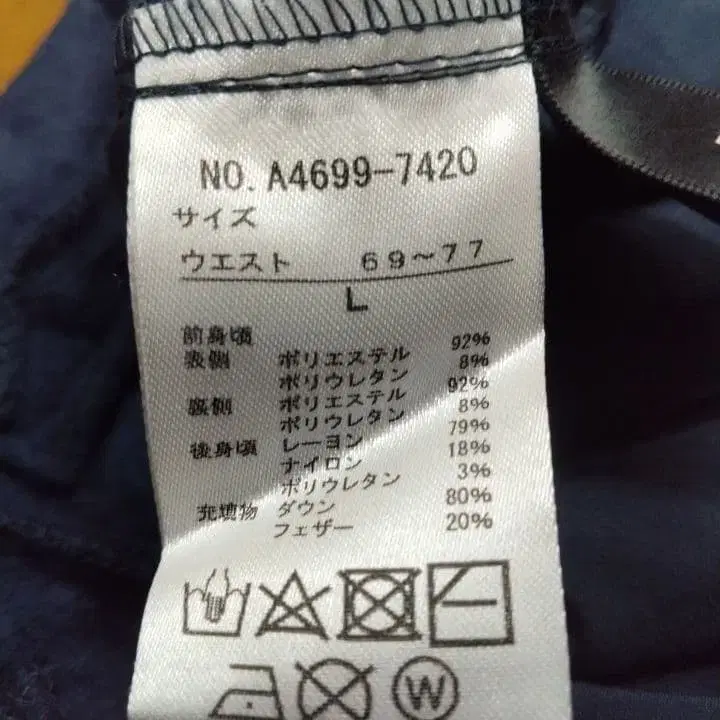 NO. A4699-7420
サイズ
ウエスト 69～77
L
前身頃
表側 ポリエステル 92%
ポリウレタン 8%
裏側 ポリエステル 92%
ポリウレタン 8%
後身頃 レーヨン 79%
ナイロン 18%
ポリウレタン 3%
充填物 ダウン 80%
フェザー 20%
W